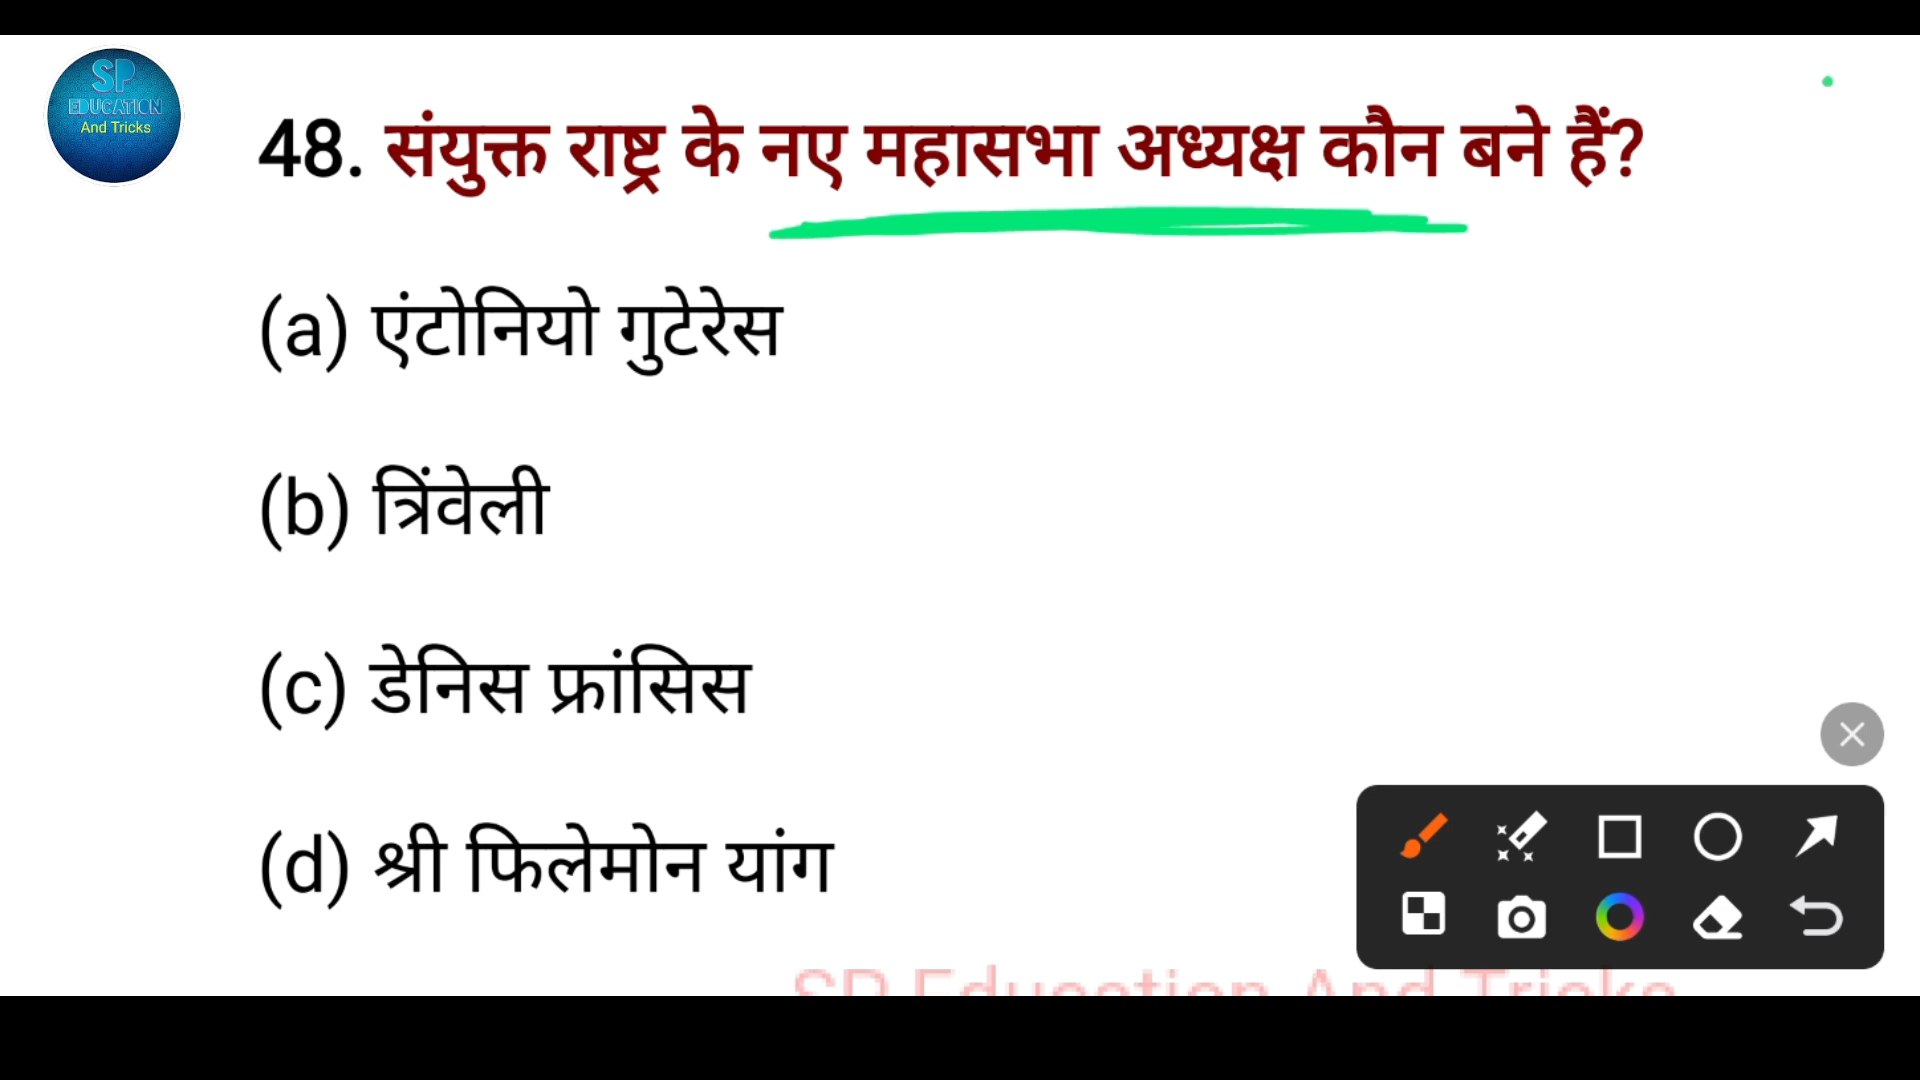 SP
EDUCATION
And Tricks
48. संयुक्त राष्ट्र के नए महासभा अध्यक्ष कौन बने हैं?
(a) एंटोनियो गुटेरेस
(b) त्रिंवेली
(c) डेनिस फ्रांसिस
(d) श्री फिलेमोन यांग
SP Education And Tricks